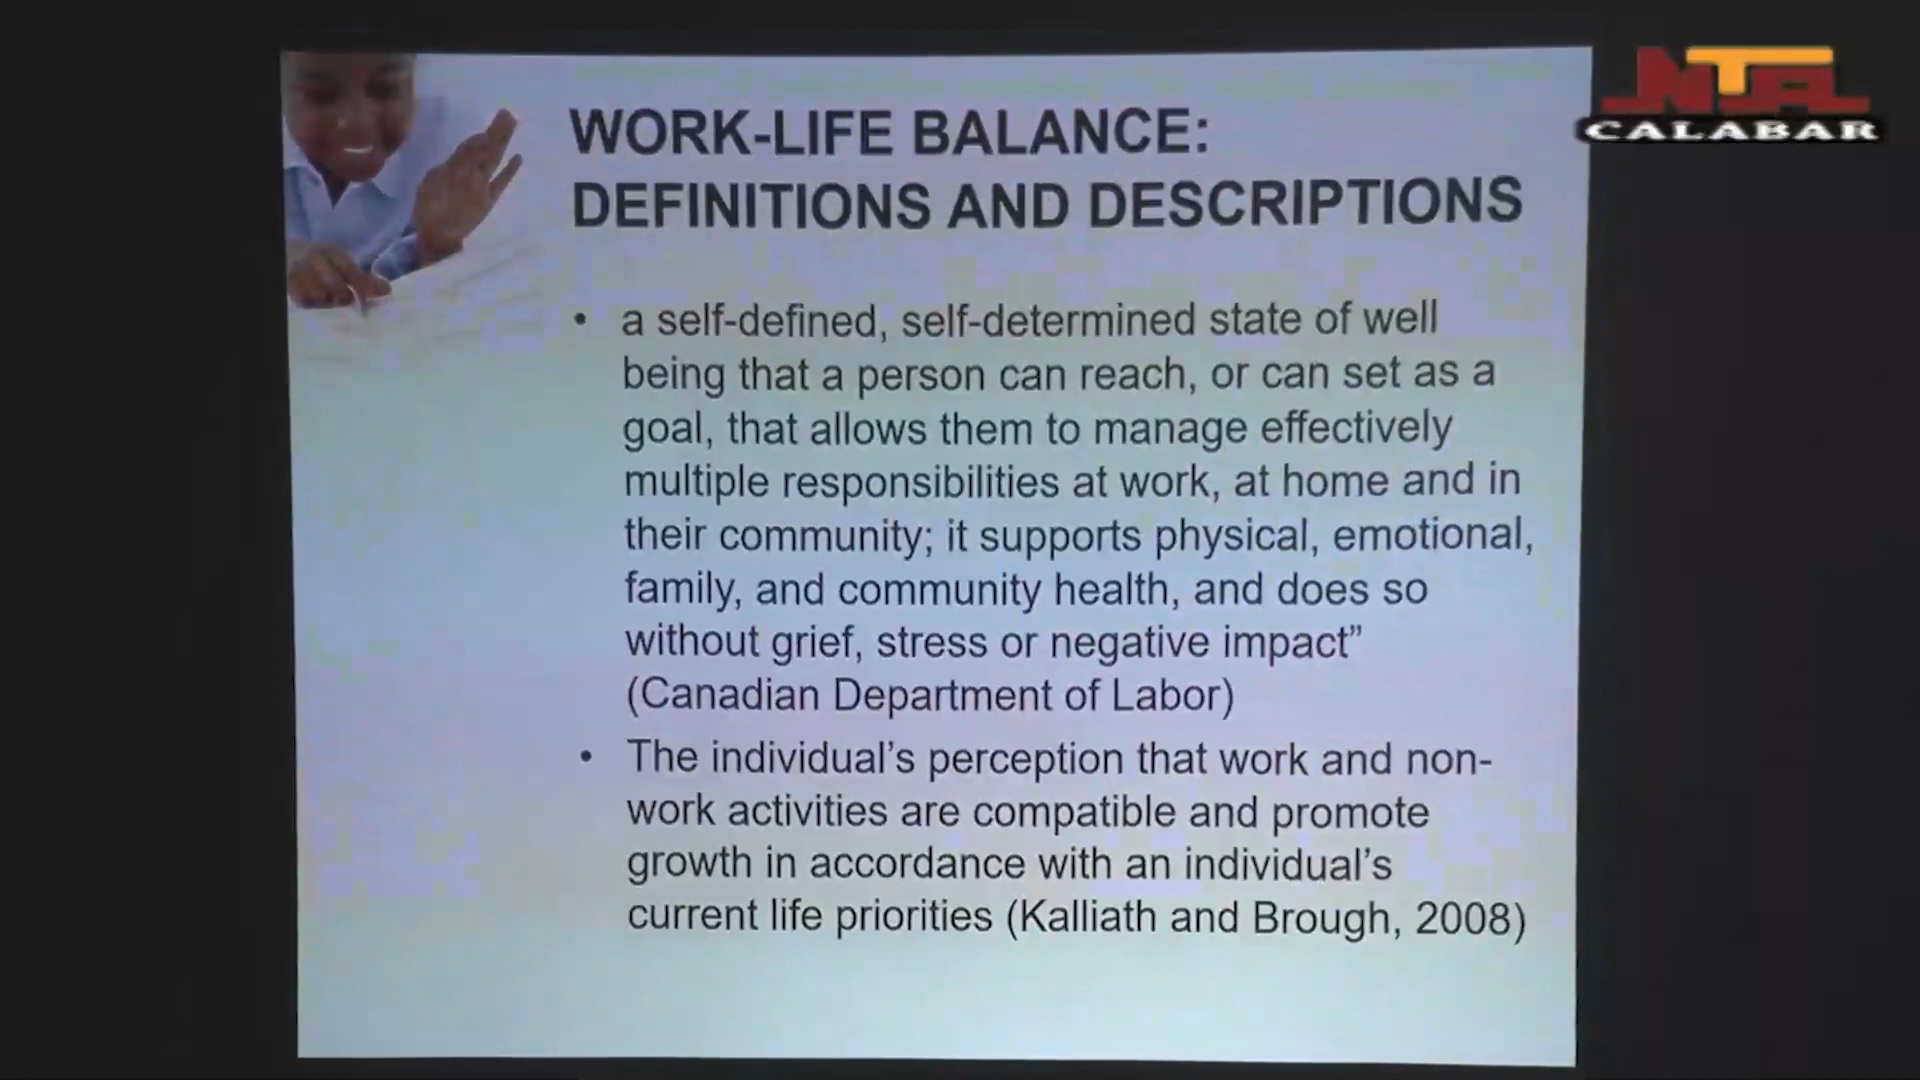 NTA
CALABAR
WORK-LIFE BALANCE:
DEFINITIONS AND DESCRIPTIONS
• a self-defined, self-determined state of well
being that a person can reach, or can set as a
goal, that allows them to manage effectively
multiple responsibilities at work, at home and in
their community; it supports physical, emotional,
family, and community health, and does so
without grief, stress or negative impact”
(Canadian Department of Labor)
• The individual’s perception that work and non-
work activities are compatible and promote
growth in accordance with an individual’s
current life priorities (Kalliath and Brough, 2008)